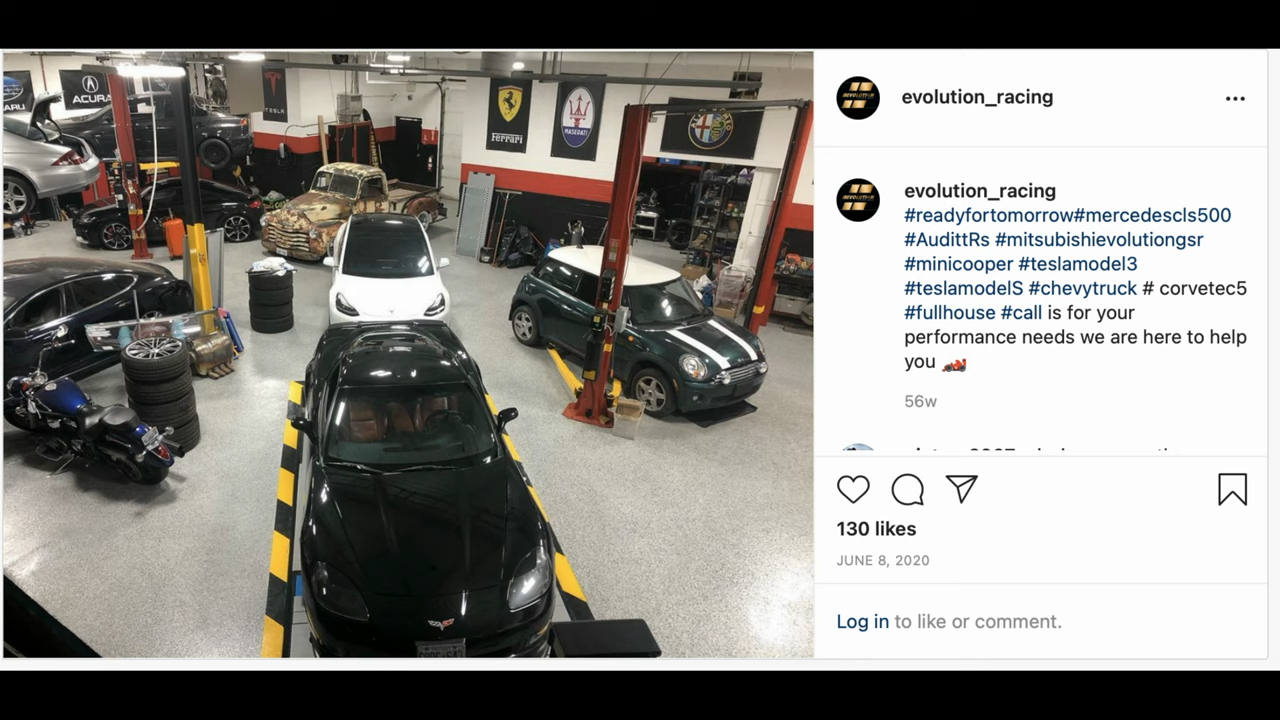 ARU
ACURA
TESLA
Ferrari
MASERATI
evolution_racing
evolution_racing
#readyfortomorrow#mercedescls500
#AudittRs #mitsubishievolutiongsr
#minicooper #teslamodel3
#teslamodelS #chevytruck # corvetec5
#fullhouse #call is for your
performance needs we are here to help
you
56w
130 likes
JUNE 8, 2020
Log in to like or comment.